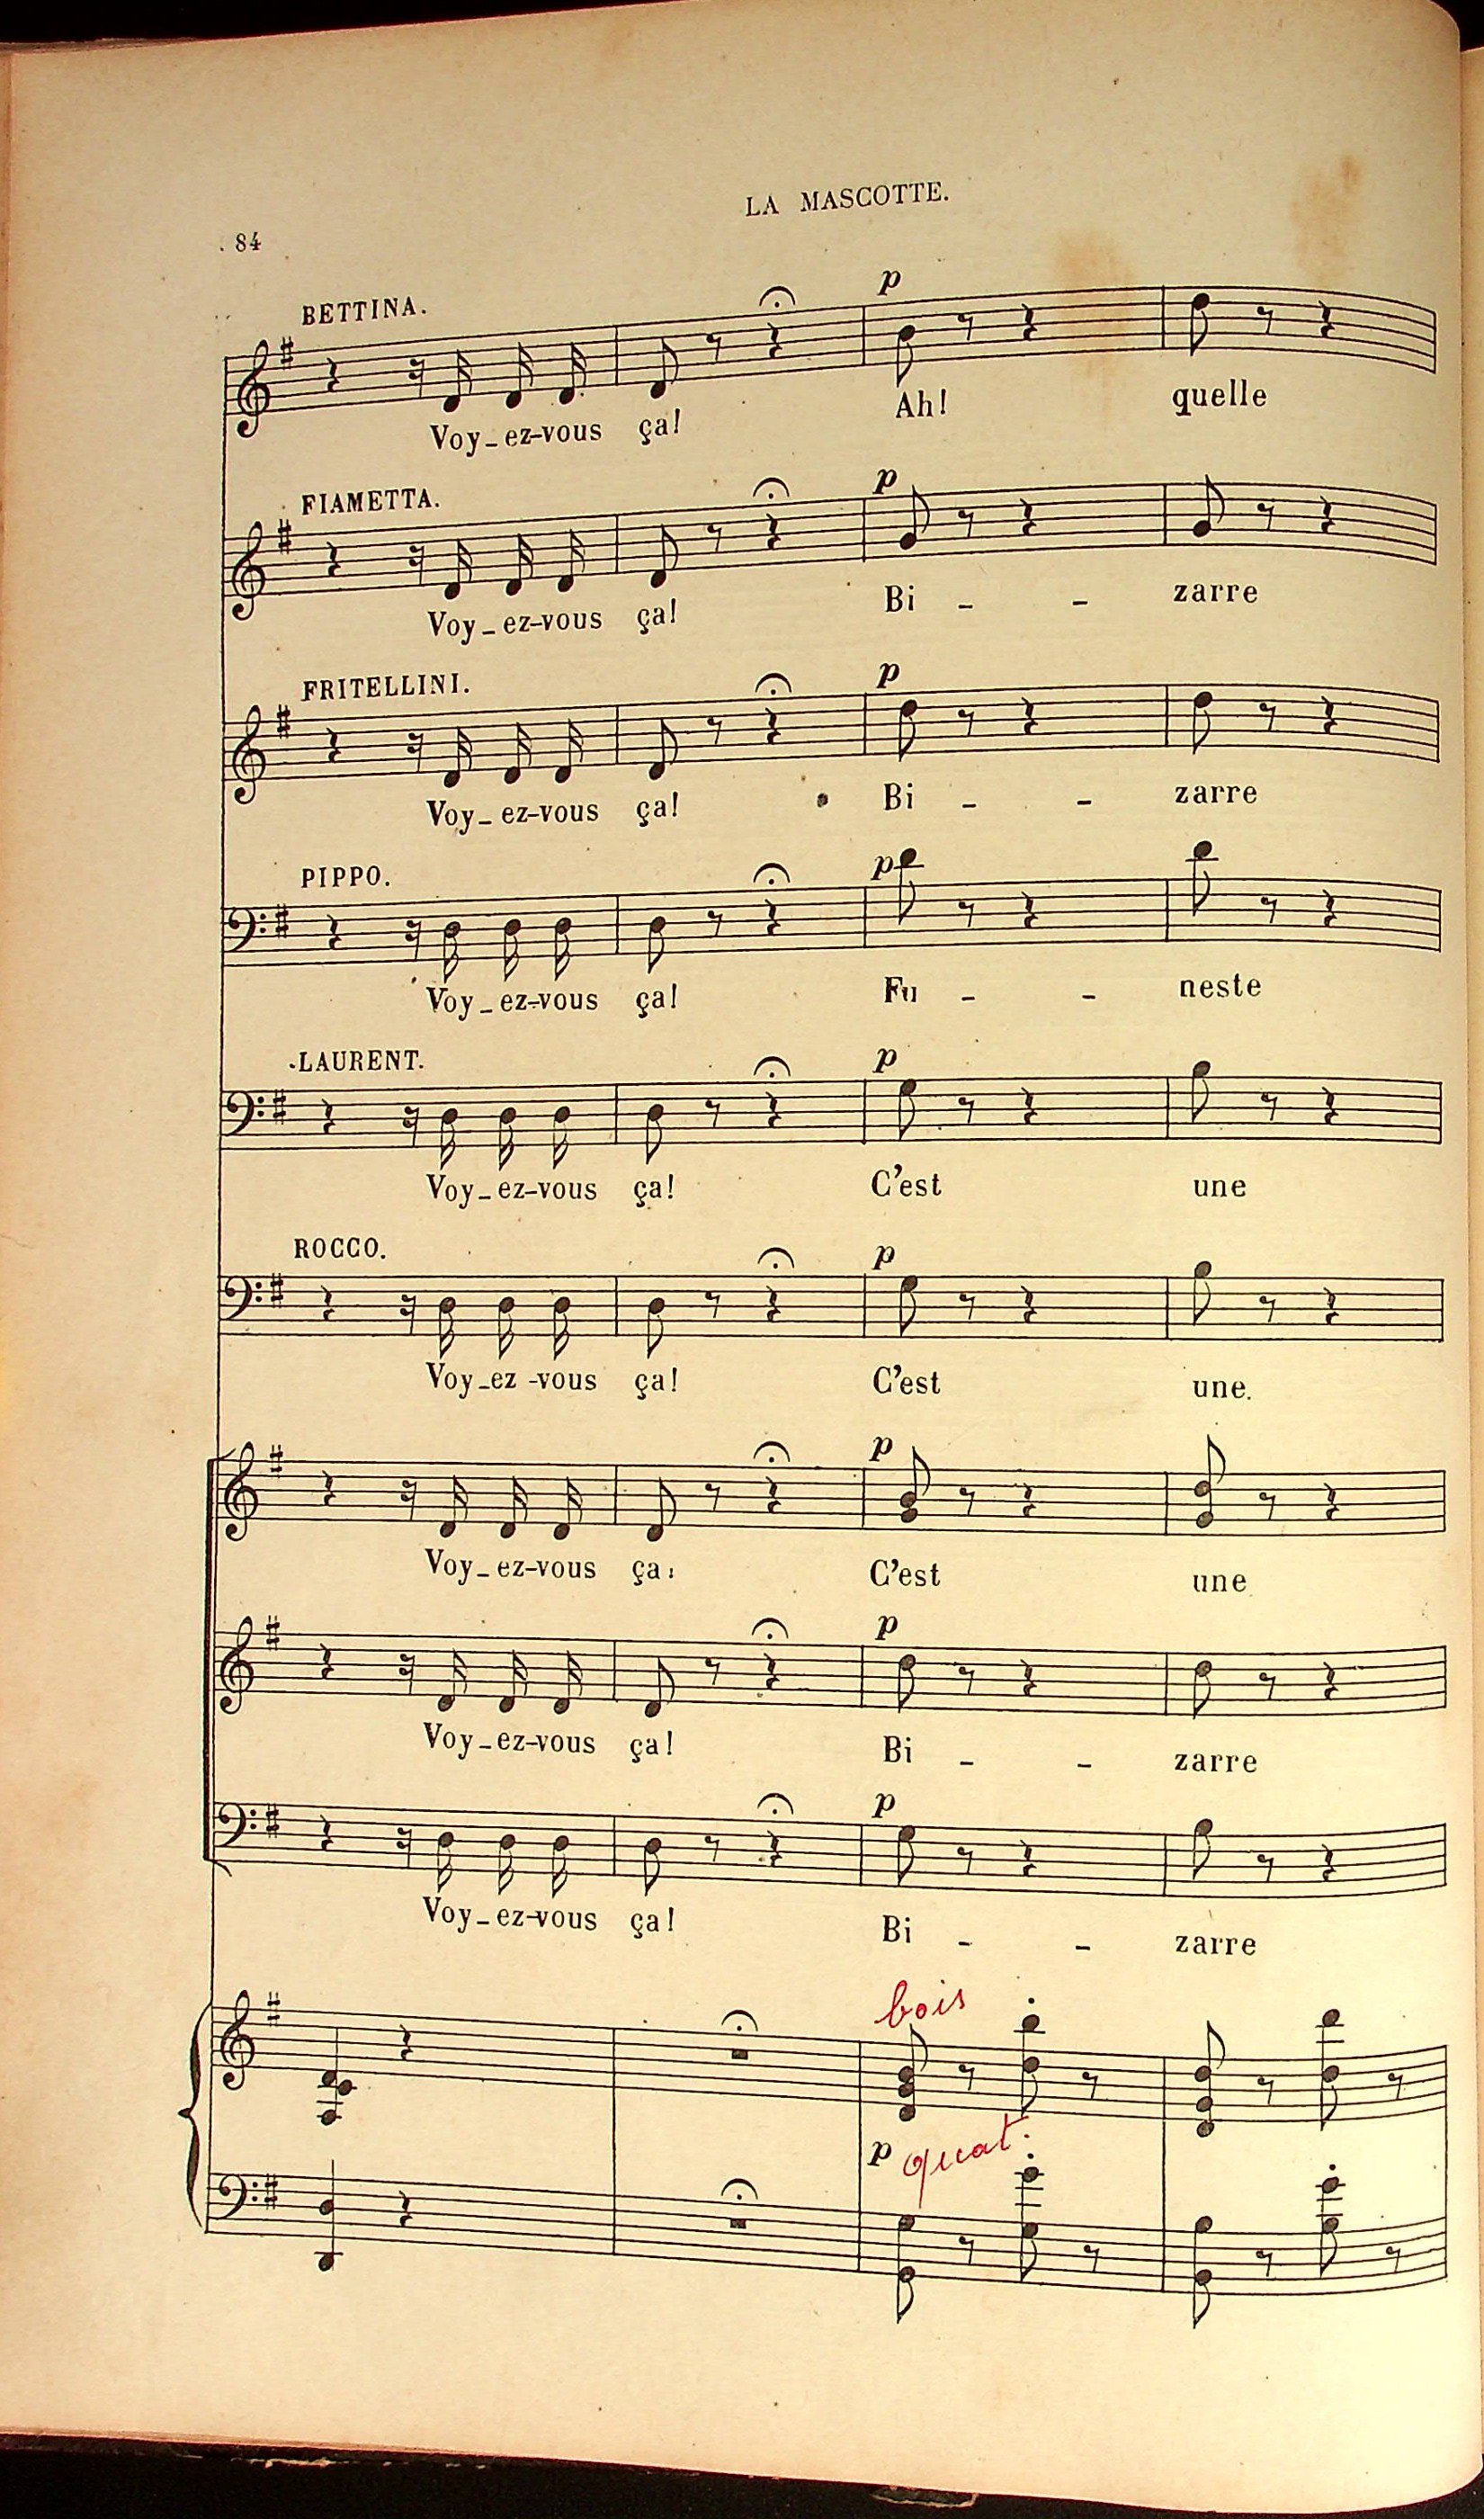 LA MASCOTTE.
84
BETTINA.
p
Voy_ez-vous ça! Ah! quelle
FIAMETTA.
p
Voy_ez-vous ça! Bi - - zarre
FRITELLINI.
p
Voy_ez-vous ça! Bi - - zarre
PIPPO.
p
Voy_ez-vous ça! Fu - - neste
LAURENT.
p
Voy_ez-vous ça! C'est une
ROCCO.
p
Voy_ez-vous ça! C'est une
p
Voy_ez-vous ça! C'est une
p
Voy_ez-vous ça! Bi - - zarre
p
Voy_ez-vous ça! Bi - - zarre
bois
p quat.